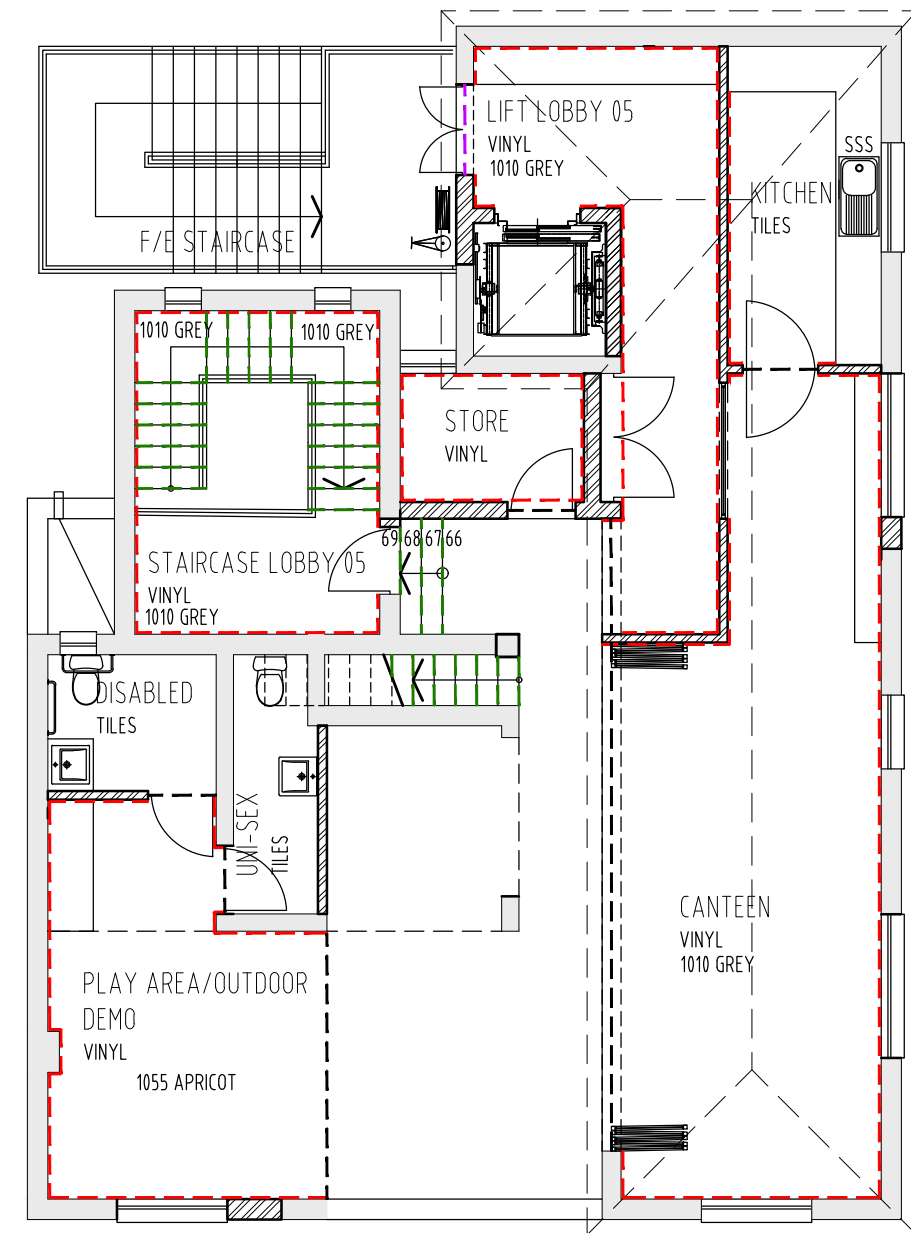 LIFT LOBBY 05
VINYL
1010 GREY
SSS
KITCHEN
TILES
F/E STAIRCASE
1010 GREY
1010 GREY
STORE
VINYL
69 68 67 66
STAIRCASE LOBBY 05
VINYL
1010 GREY
DISABLED
TILES
UNI-SEX
TILES
CANTEEN
VINYL
1010 GREY
PLAY AREA/OUTDOOR
DEMO
VINYL
1055 APRICOT